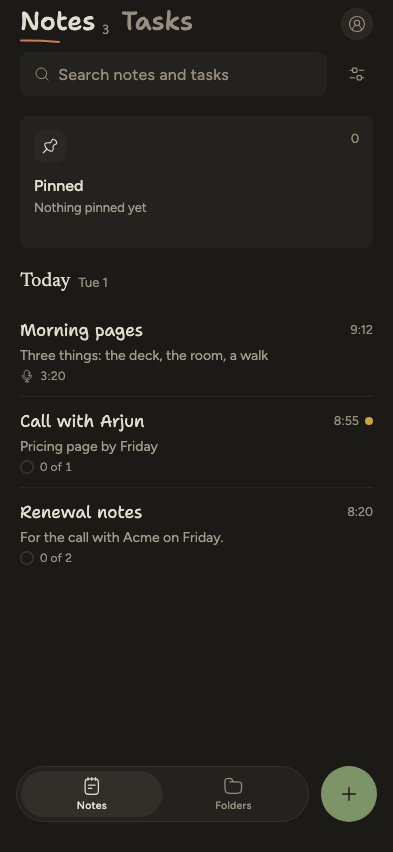 Notes 3 Tasks
Search notes and tasks
0
Pinned
Nothing pinned yet
Today Tue 1
Morning pages 9:12
Three things: the deck, the room, a walk
3:20
Call with Arjun 8:55
Pricing page by Friday
0 of 1
Renewal notes 8:20
For the call with Acme on Friday.
0 of 2
Notes Folders